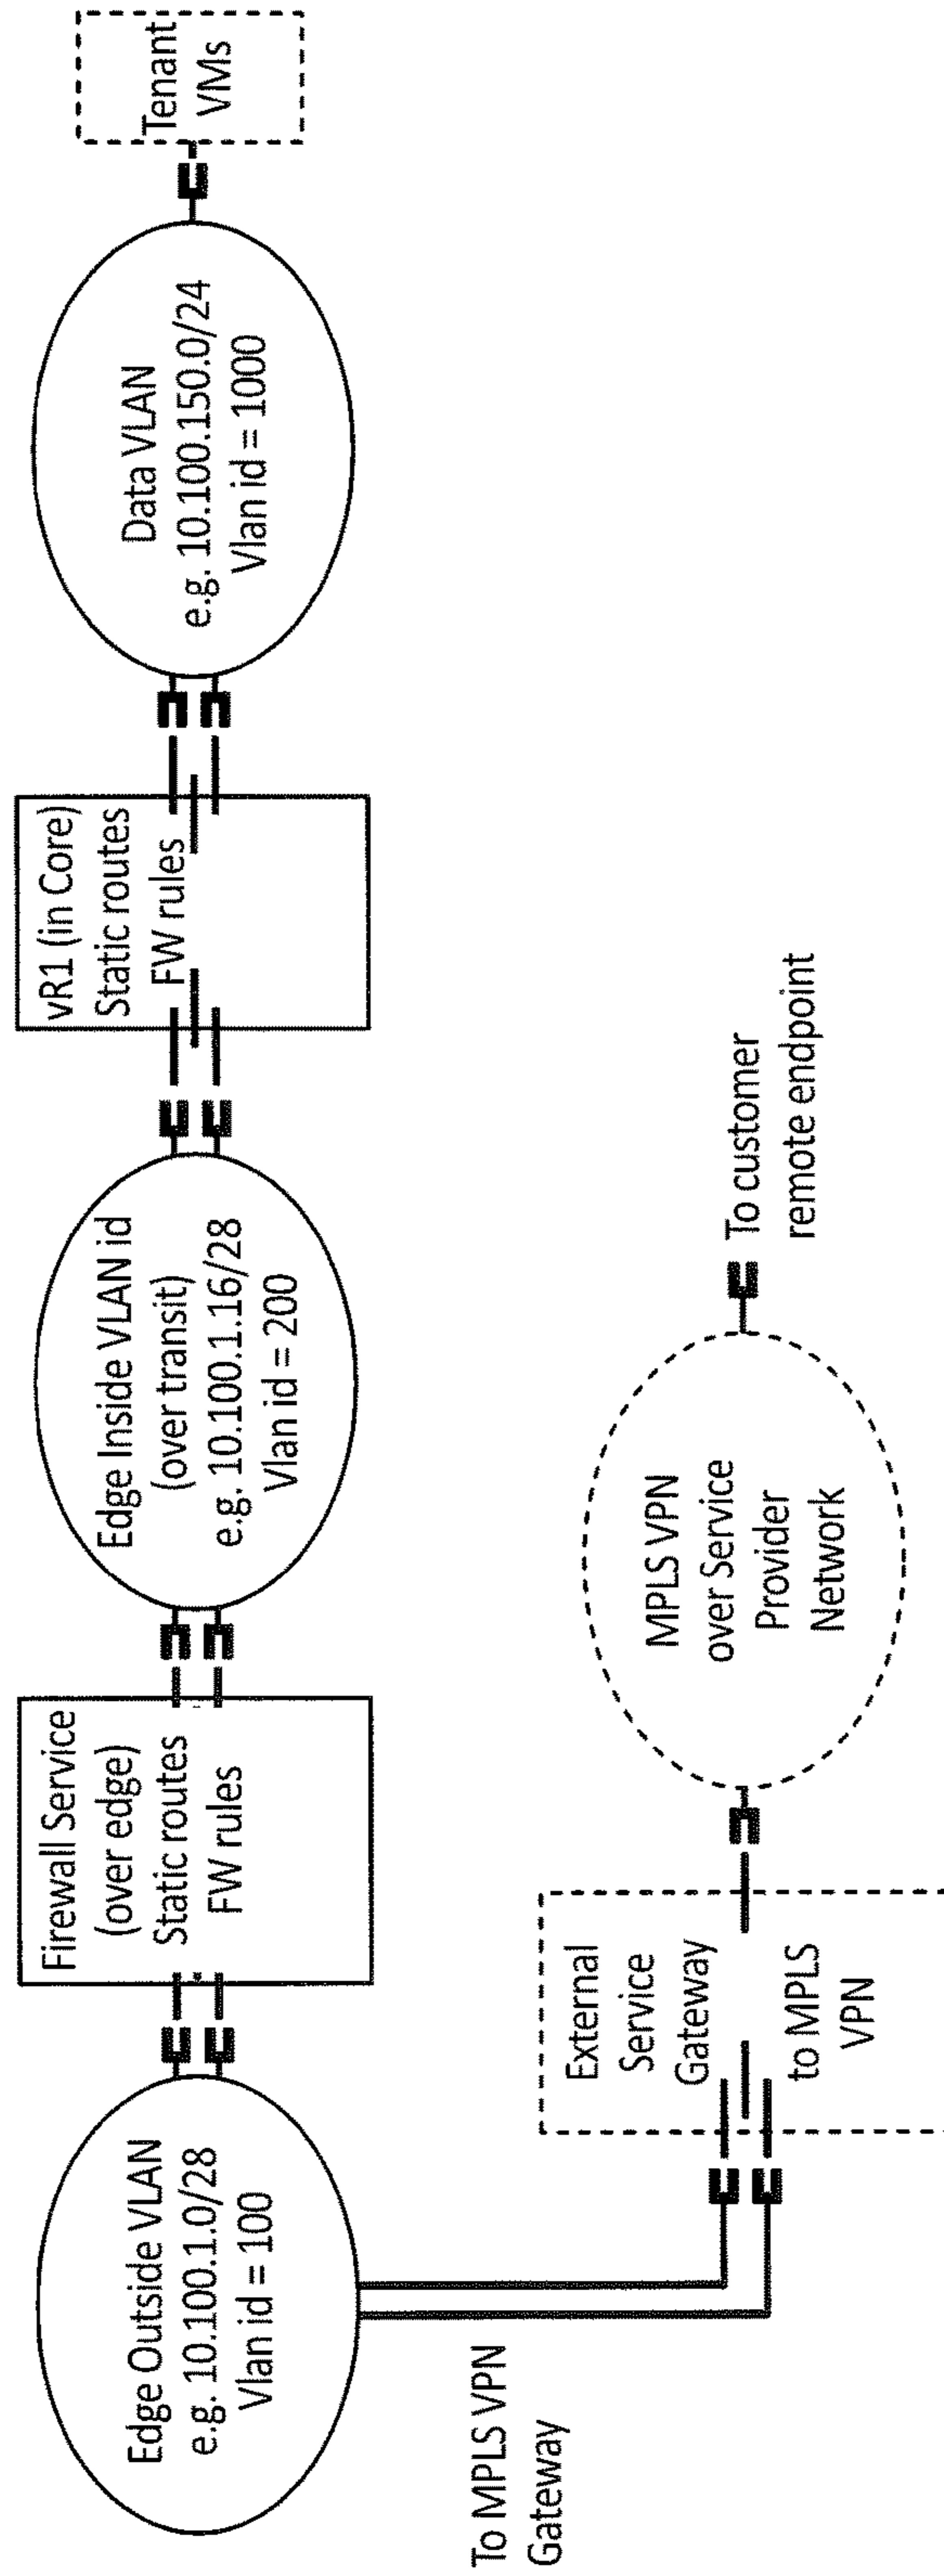 Edge Outside VLAN
e.g. 10.100.1.0/28
Vlan id = 100
Firewall Service
(over edge)
Static routes
FW rules
Edge Inside VLAN id
(over transit)
e.g. 10.100.1.16/28
Vlan id = 200
vR1 (in Core)
Static routes
FW rules
Data VLAN
e.g. 10.100.150.0/24
Vlan id = 1000
Tenant
VMs
To MPLS VPN
Gateway
External
Service
Gateway
to MPLS
VPN
MPLS VPN
over Service
Provider
Network
To customer
remote endpoint